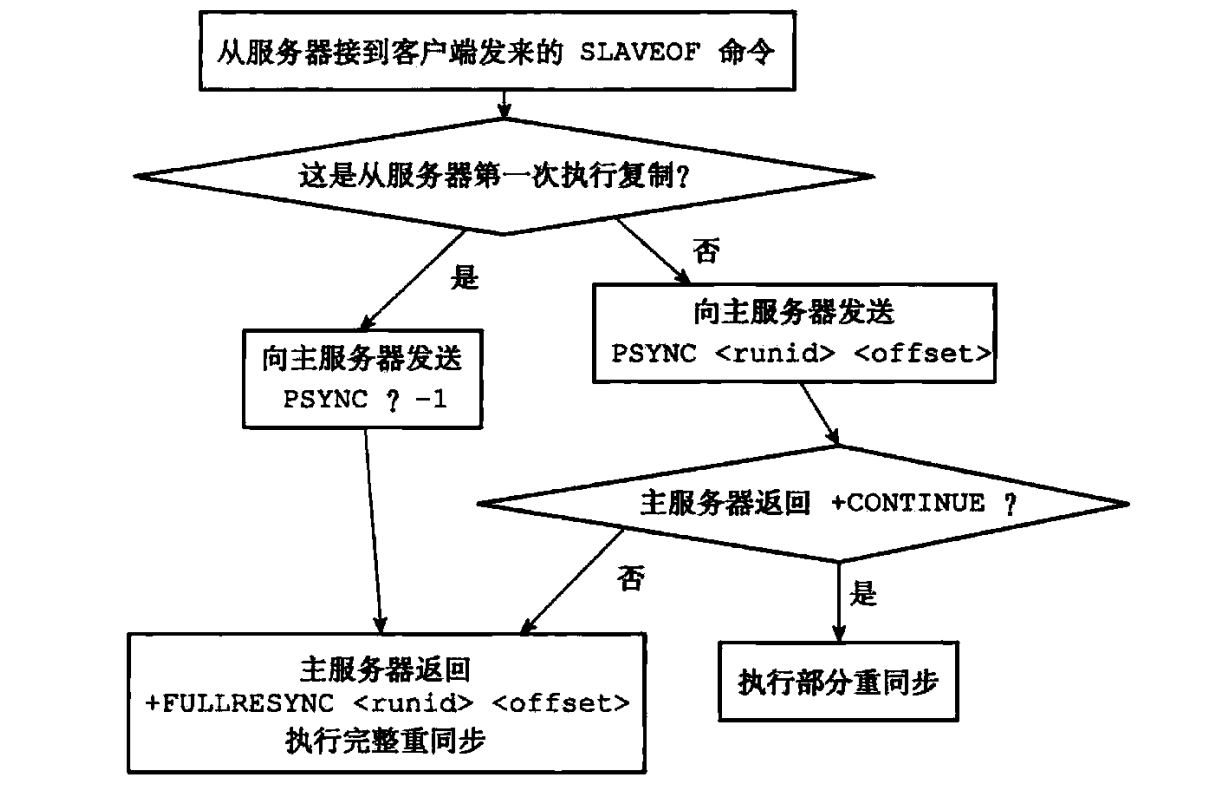 从服务器接到客户端发来的 SLAVEOF 命令
这是从服务器第一次执行复制?
否
是
向主服务器发送
PSYNC <runid> <offset>
向主服务器发送
PSYNC ? -1
主服务器返回 +CONTINUE ?
否
是
主服务器返回
+FULLRESYNC <runid> <offset>
执行完整重同步
执行部分重同步